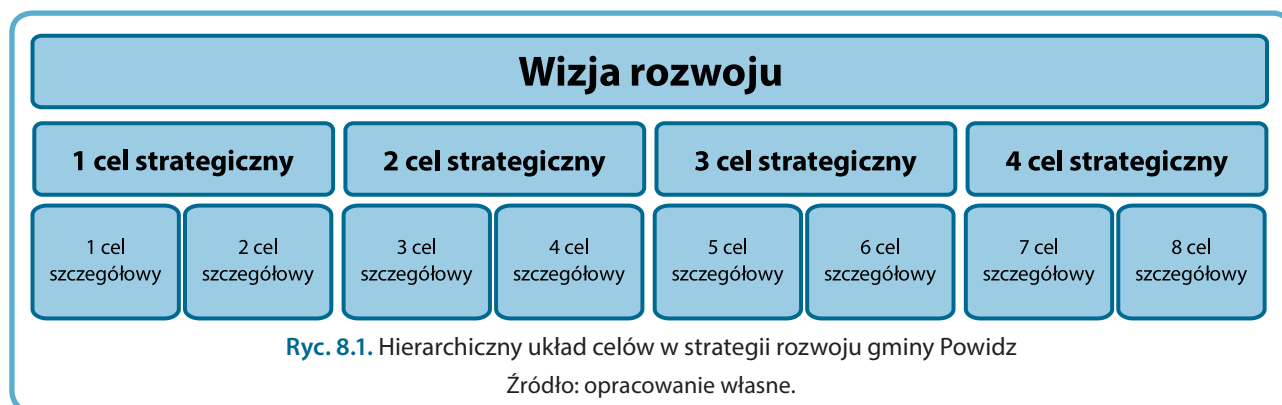 Wizja rozwoju
1 cel strategiczny
2 cel strategiczny
3 cel strategiczny
4 cel strategiczny
1 cel
szczegółowy
2 cel
szczegółowy
3 cel
szczegółowy
4 cel
szczegółowy
5 cel
szczegółowy
6 cel
szczegółowy
7 cel
szczegółowy
8 cel
szczegółowy
Ryc. 8.1. Hierarchiczny układ celów w strategii rozwoju gminy Powidz
Źródło: opracowanie własne.